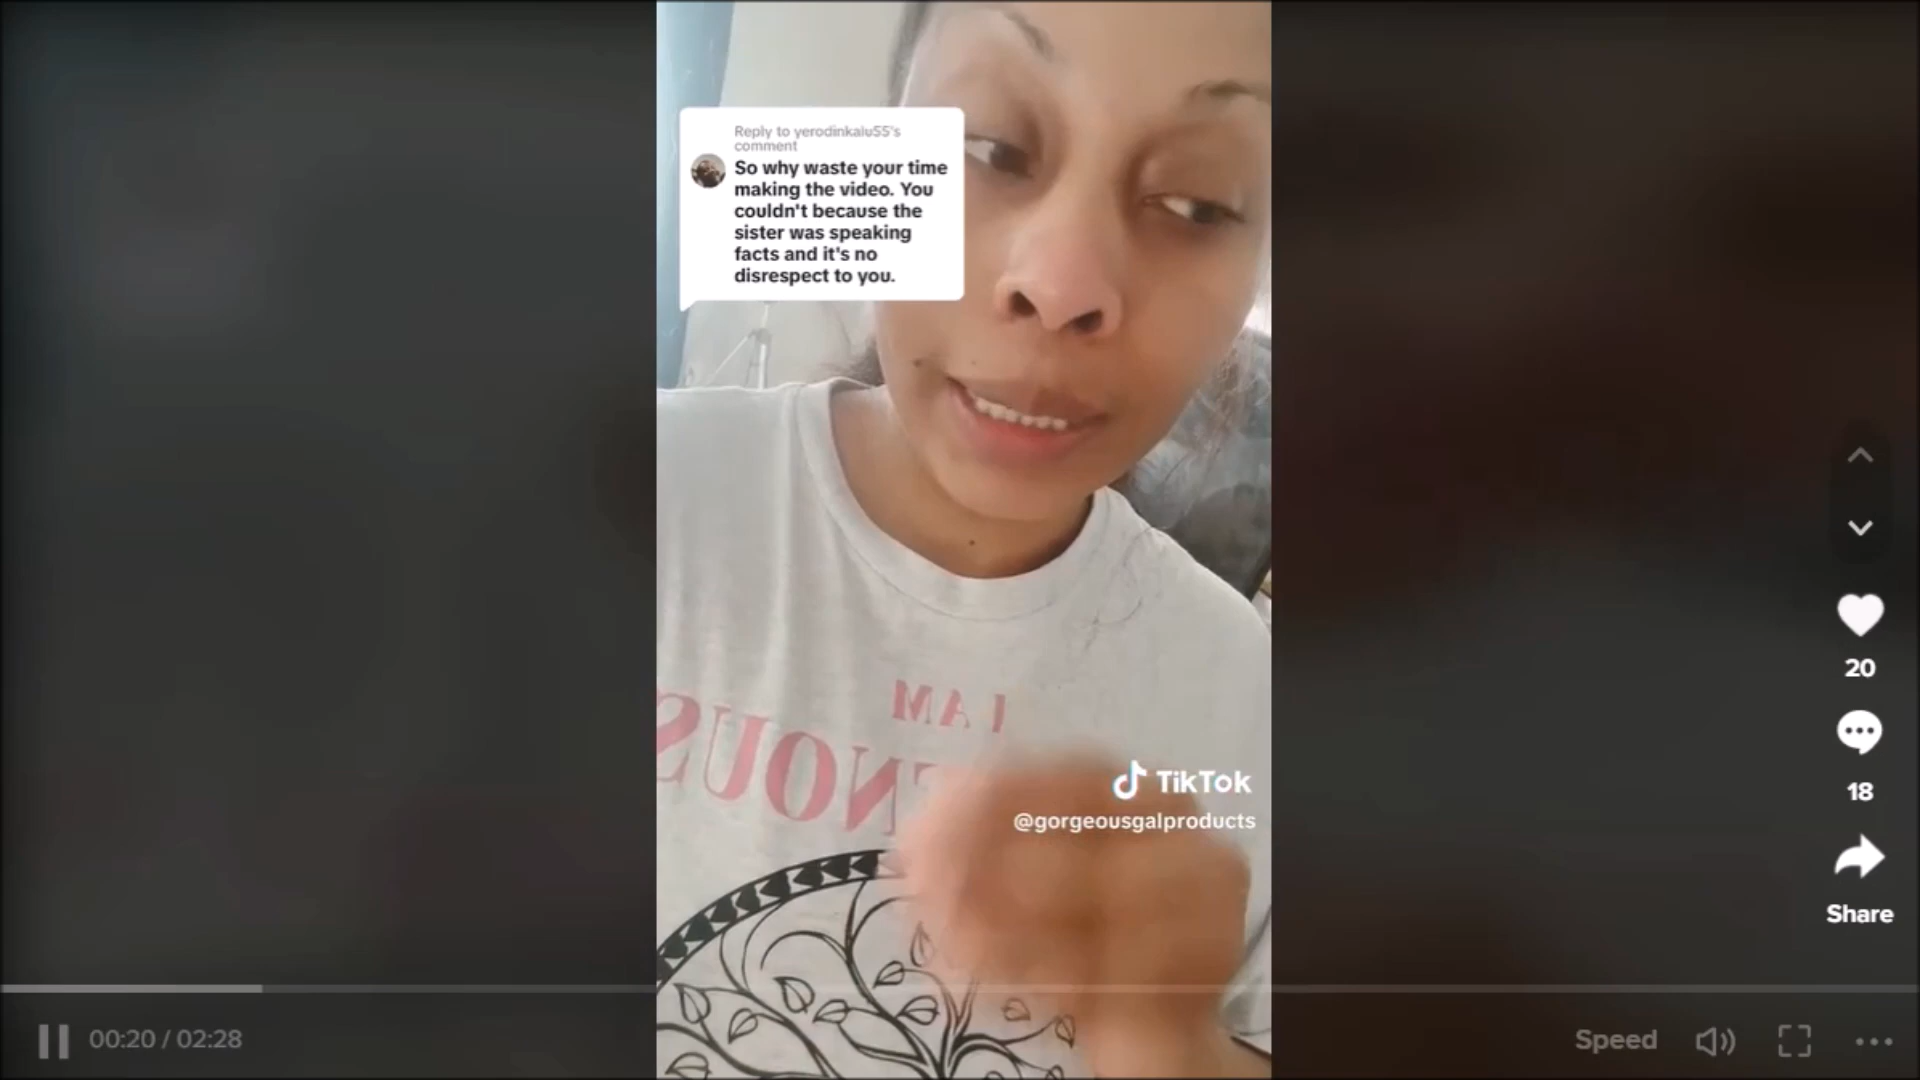 Reply to yerodinkaiu55's
comment
So why waste your time
making the video. You
couldn't because the
sister was speaking
facts and it's no
disrespect to you.
I AM
TikTok
@gorgeousgalproducts
20
18
Share
00:20 / 02:28
Speed